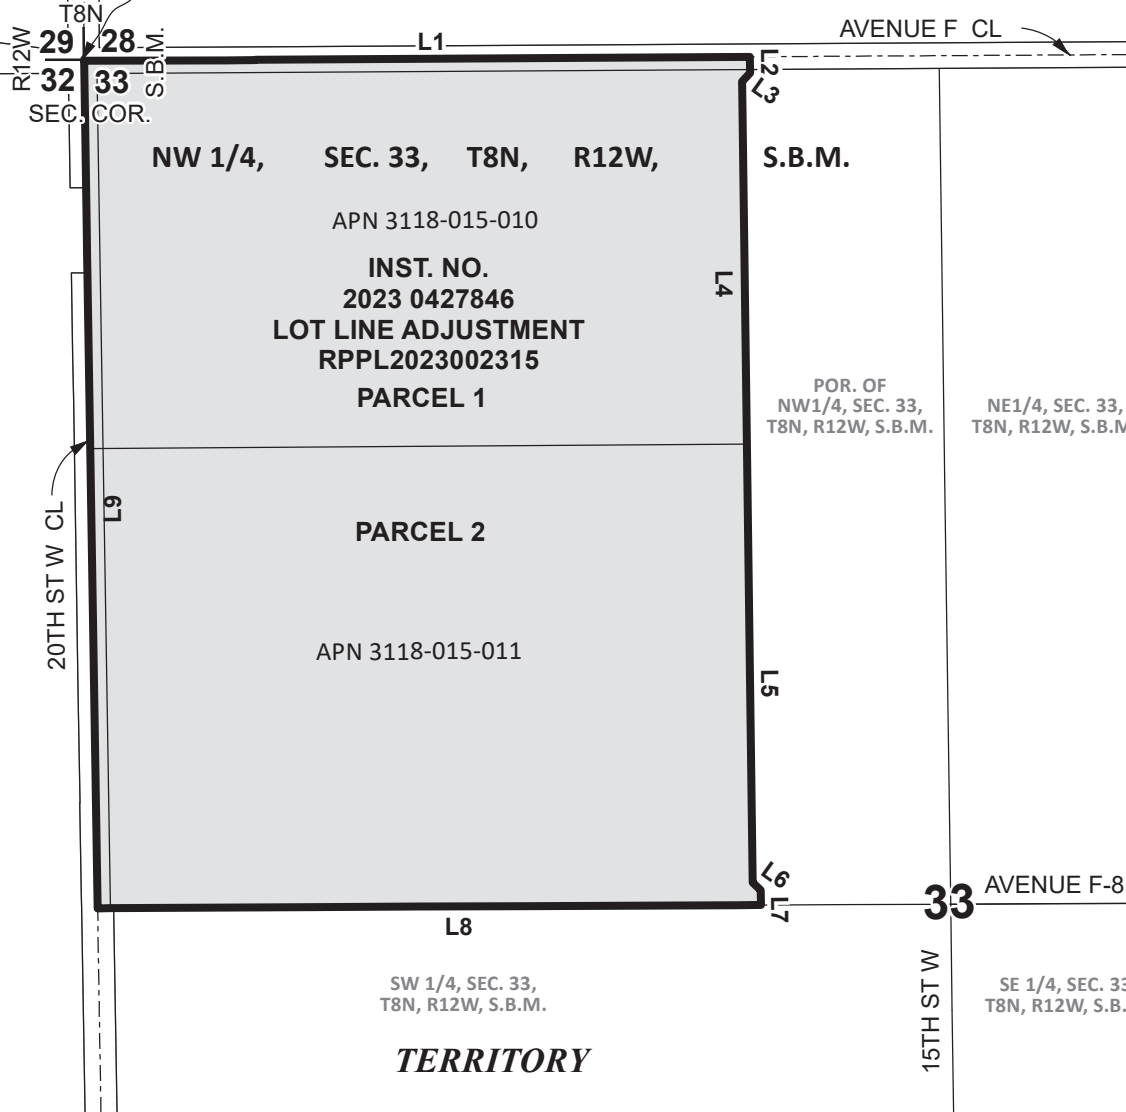 T8N
29 28
R12W
S.B.M.
32 33
SEC. COR.
L1
AVENUE F CL
L2
L3
NW 1/4, SEC. 33, T8N, R12W, S.B.M.
APN 3118-015-010
INST. NO.
2023 0427846
LOT LINE ADJUSTMENT
RPPL2023002315
PARCEL 1
L4
POR. OF
NW1/4, SEC. 33,
T8N, R12W, S.B.M.
NE1/4, SEC. 33,
T8N, R12W, S.B.M
L9
20TH ST W CL
PARCEL 2
APN 3118-015-011
L5
L6
L7
L8
33
AVENUE F-8
15TH ST W
SW 1/4, SEC. 33,
T8N, R12W, S.B.M.
SE 1/4, SEC. 33
T8N, R12W, S.B.
TERRITORY